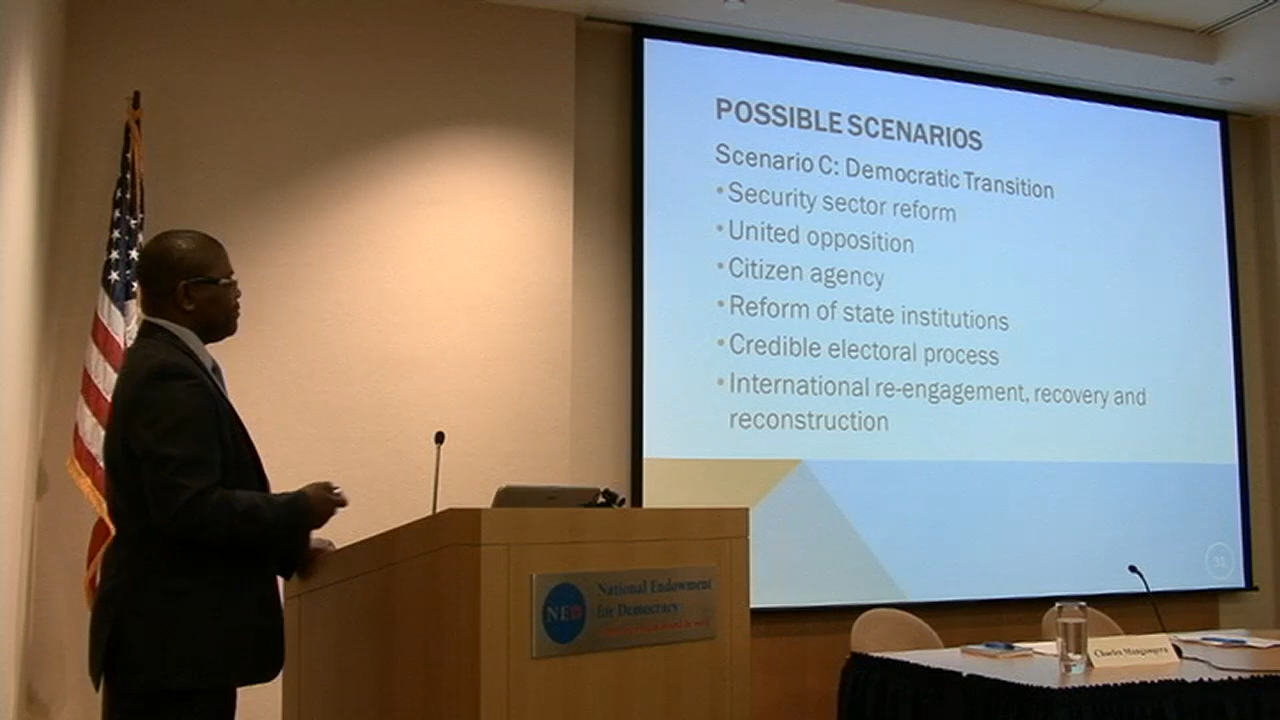 POSSIBLE SCENARIOS
Scenario C: Democratic Transition
• Security sector reform
• United opposition
• Citizen agency
• Reform of state institutions
• Credible electoral process
• International re-engagement, recovery and
reconstruction
NED
National Endowment
for Democracy
Charles Mangongera